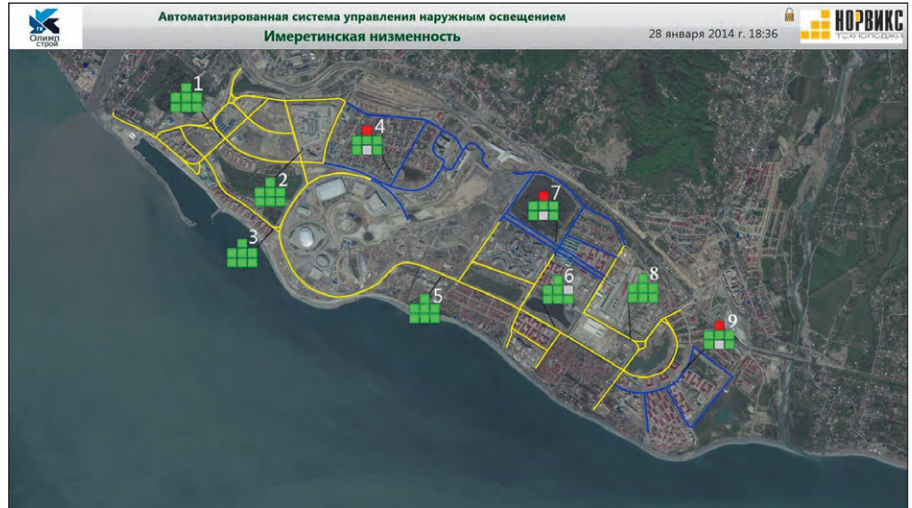 Автоматизированная система управления наружным освещением
Имеретинская низменность
28 января 2014 г. 18:36
Олимп
строй
НОРВИКС
ТЕХНОЛОДЖИ
1
2
3
4
5
6
7
8
9